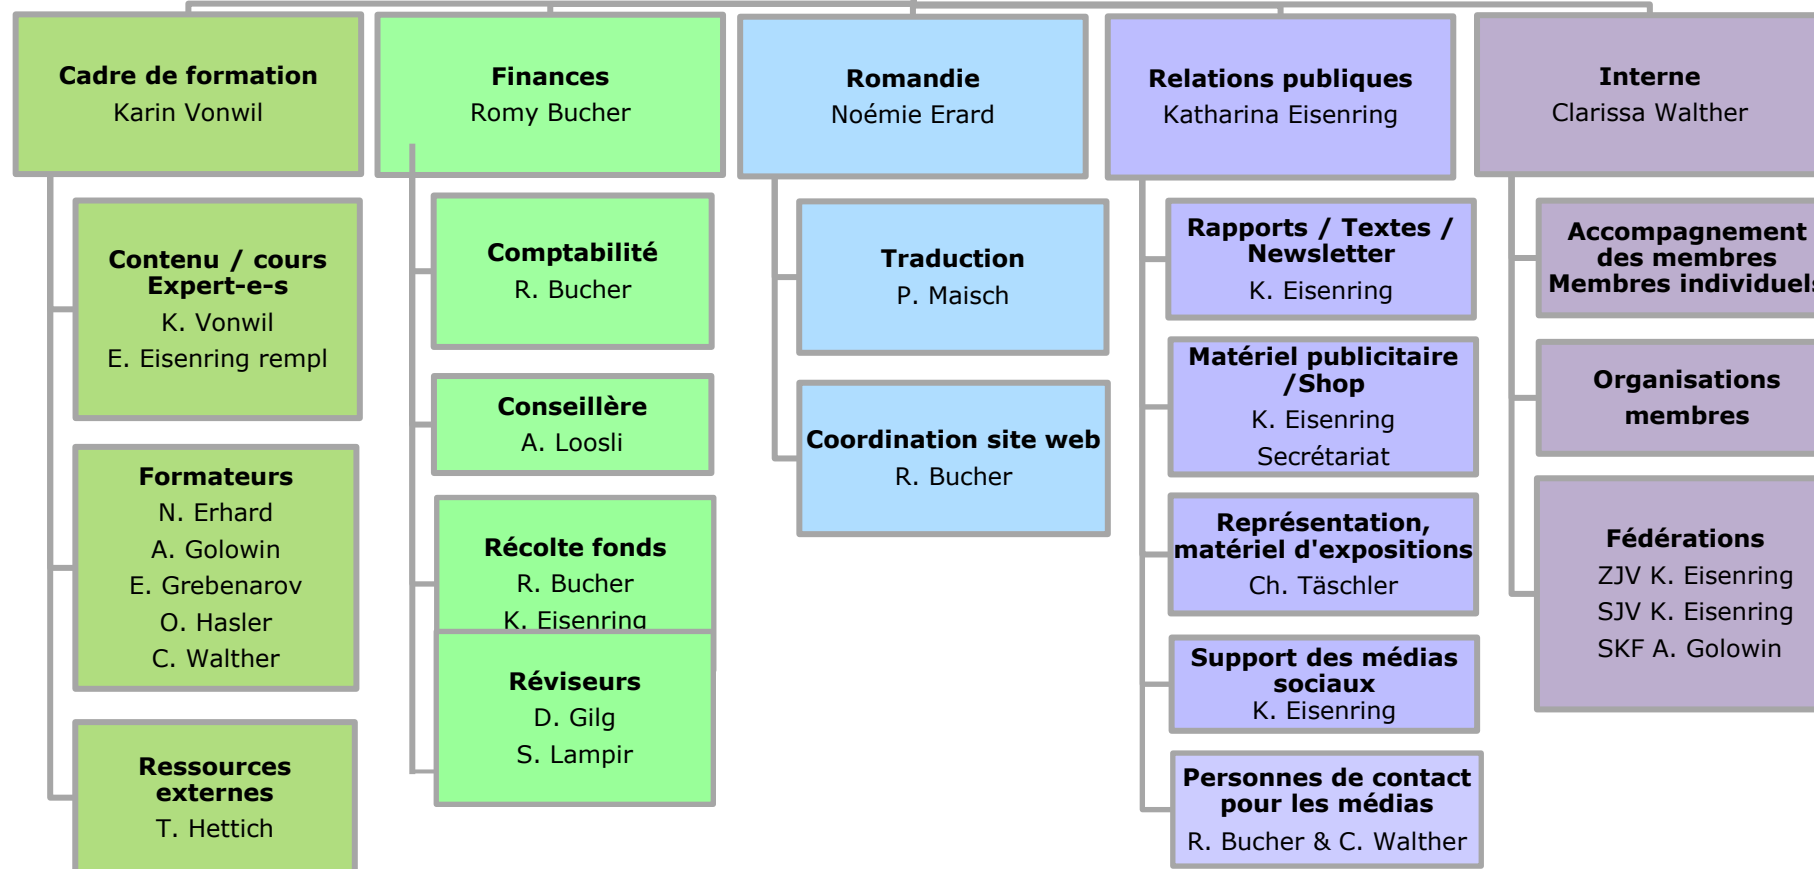 Cadre de formation
Karin Vonwil
Contenu / cours
Expert-e-s
K. Vonwil
E. Eisenring rempl
Formateurs
N. Erhard
A. Golowin
E. Grebenarov
O. Hasler
C. Walther
Ressources
externes
T. Hettich
Finances
Romy Bucher
Comptabilité
R. Bucher
Conseillère
A. Loosli
Récolte fonds
R. Bucher
K. Eisenring
Réviseurs
D. Gilg
S. Lampir
Romandie
Noémie Erard
Traduction
P. Maisch
Coordination site web
R. Bucher
Relations publiques
Katharina Eisenring
Rapports / Textes /
Newsletter
K. Eisenring
Matériel publicitaire
/Shop
K. Eisenring
Secrétariat
Représentation,
matériel d'expositions
Ch. Täschler
Support des médias
sociaux
K. Eisenring
Personnes de contact
pour les médias
R. Bucher & C. Walther
Interne
Clarissa Walther
Accompagnement
des membres
Membres individuels
Organisations
membres
Fédérations
ZJV K. Eisenring
SJV K. Eisenring
SKF A. Golowin